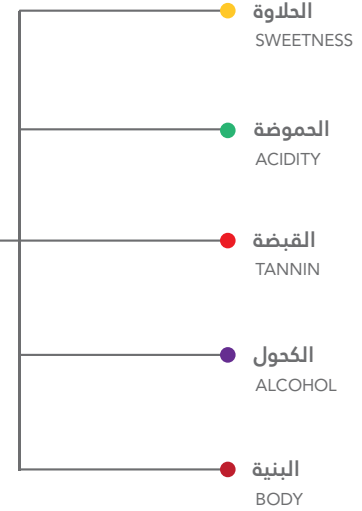 الحلاوة
SWEETNESS
الحموضة
ACIDITY
القبضة
TANNIN
الكحول
ALCOHOL
البنية
BODY